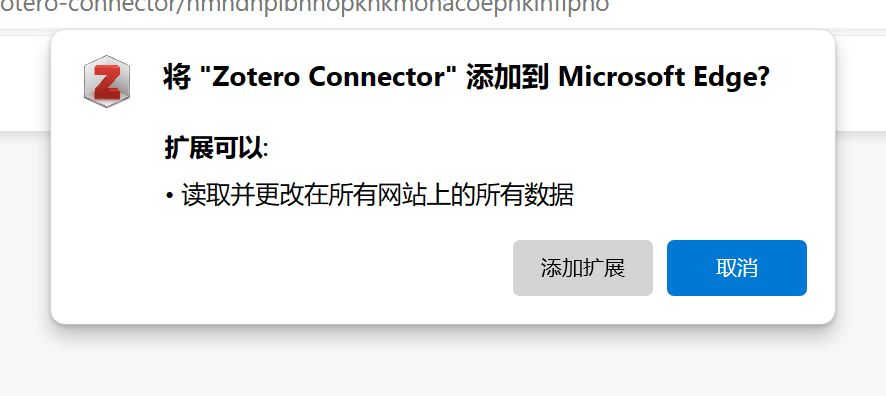 otero-connector/nmhdhpibnnopknkmonacoepnklnflpho
将 "Zotero Connector" 添加到 Microsoft Edge?
扩展可以:
• 读取并更改在所有网站上的所有数据
添加扩展
取消